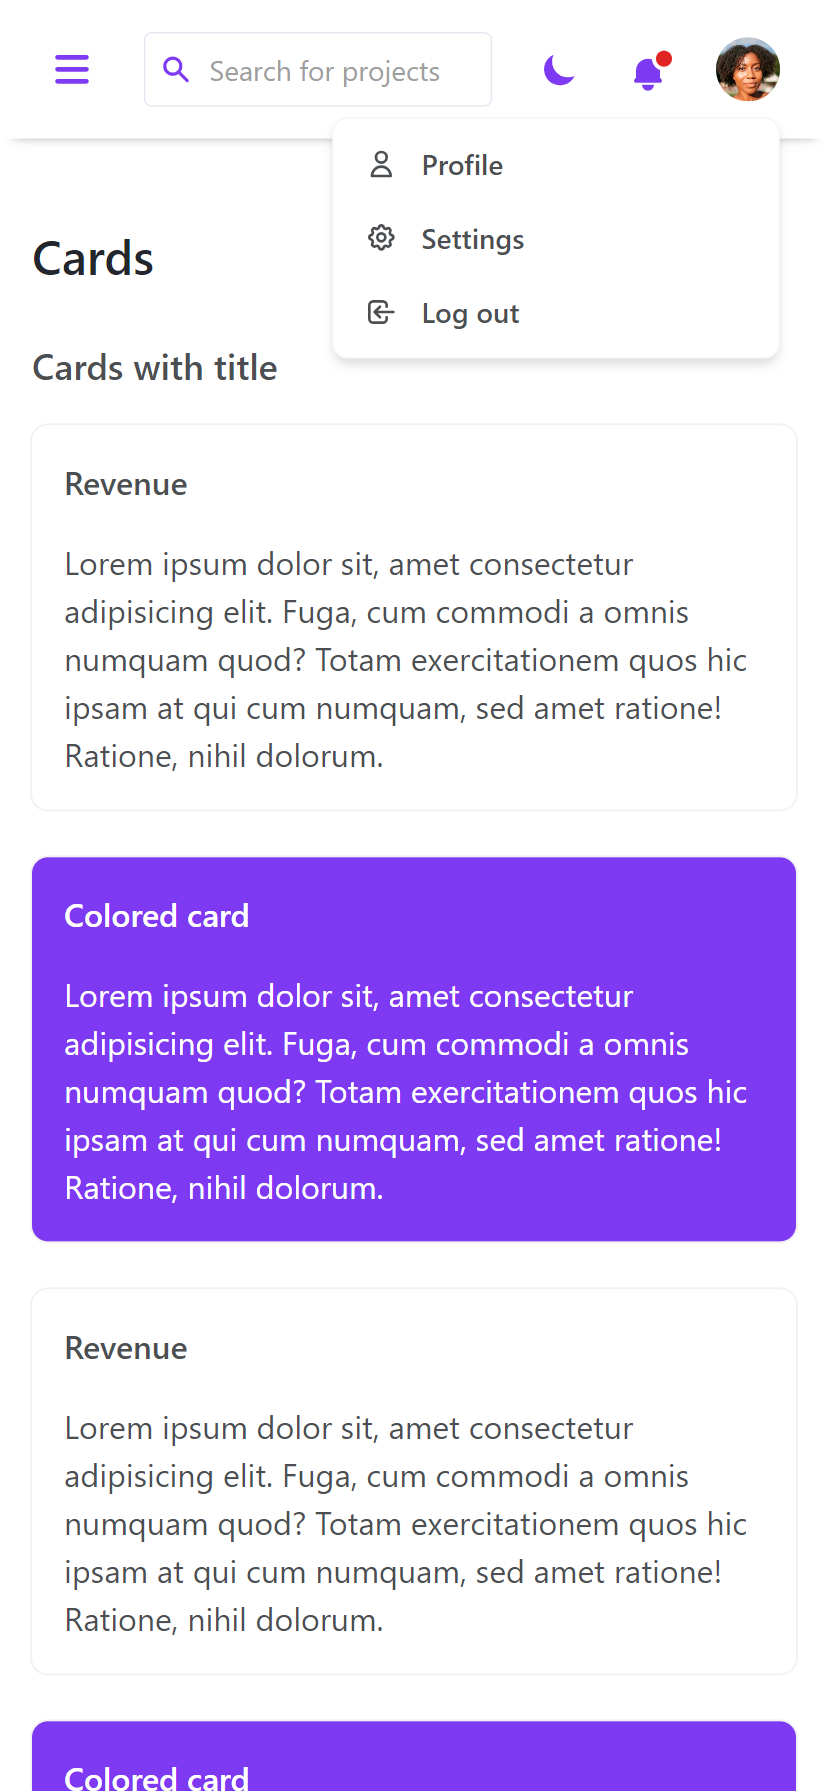 Search for projects
Profile
Settings
Log out
Cards
Cards with title
Revenue
Lorem ipsum dolor sit, amet consectetur
adipisicing elit. Fuga, cum commodi a omnis
numquam quod? Totam exercitationem quos hic
ipsam at qui cum numquam, sed amet ratione!
Ratione, nihil dolorum.
Colored card
Lorem ipsum dolor sit, amet consectetur
adipisicing elit. Fuga, cum commodi a omnis
numquam quod? Totam exercitationem quos hic
ipsam at qui cum numquam, sed amet ratione!
Ratione, nihil dolorum.
Revenue
Lorem ipsum dolor sit, amet consectetur
adipisicing elit. Fuga, cum commodi a omnis
numquam quod? Totam exercitationem quos hic
ipsam at qui cum numquam, sed amet ratione!
Ratione, nihil dolorum.
Colored card